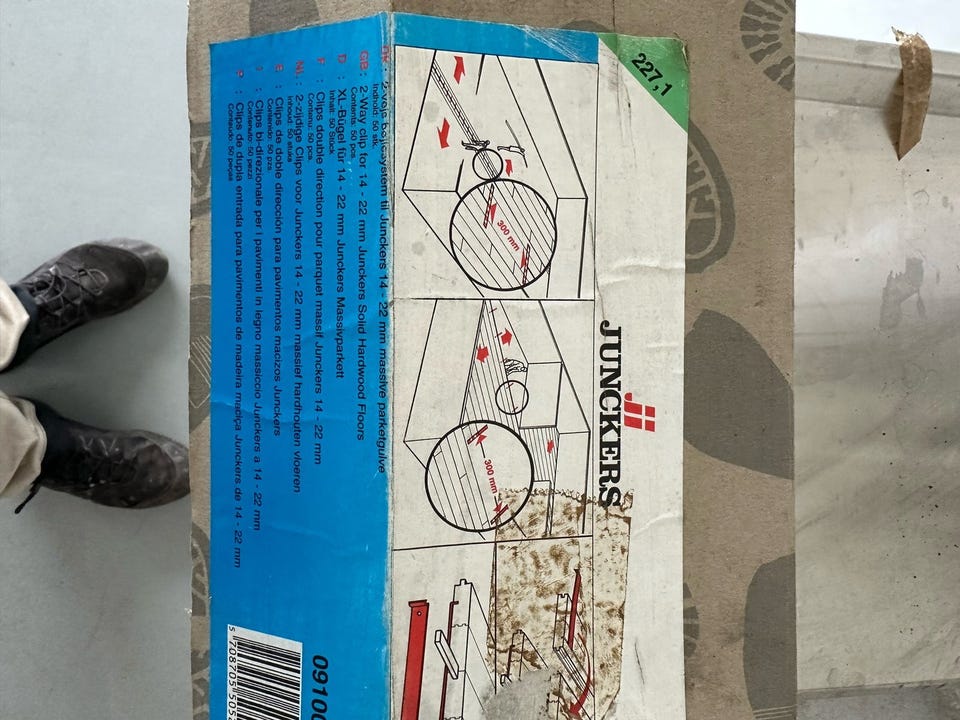 227,1
JUNCKERS
300 mm
300 mm
DK: 2-vejs bøjlesystem til Junckers 14 - 22 mm massive parketgulve
Indhold: 50 stk.
GB: 2-Way clip for 14 - 22 mm Junckers Solid Hardwood Floors
Contents: 50 pcs.
D : XL-Bügel für 14 - 22 mm Junckers Massivparkett
Inhalt: 50 Stück
F : Clips double direction pour parquet massif Junckers 14 - 22 mm
Contenu: 50 pcs.
NL: 2-zijdige Clips voor Junckers 14 - 22 mm massief hardhouten vloeren
Inhoud: 50 stuks
E : Clips de doble dirección para pavimentos macizos Junckers
Contenido: 50 pzs.
I : Clips bi-direzionale per i pavimenti in legno massiccio Junckers a 14 - 22 mm
Contenuto: 50 pezzi
P : Clips de dupla entrada para pavimentos de madeira maciça Junckers de 14 - 22 mm
Conteúdo: 50 peças